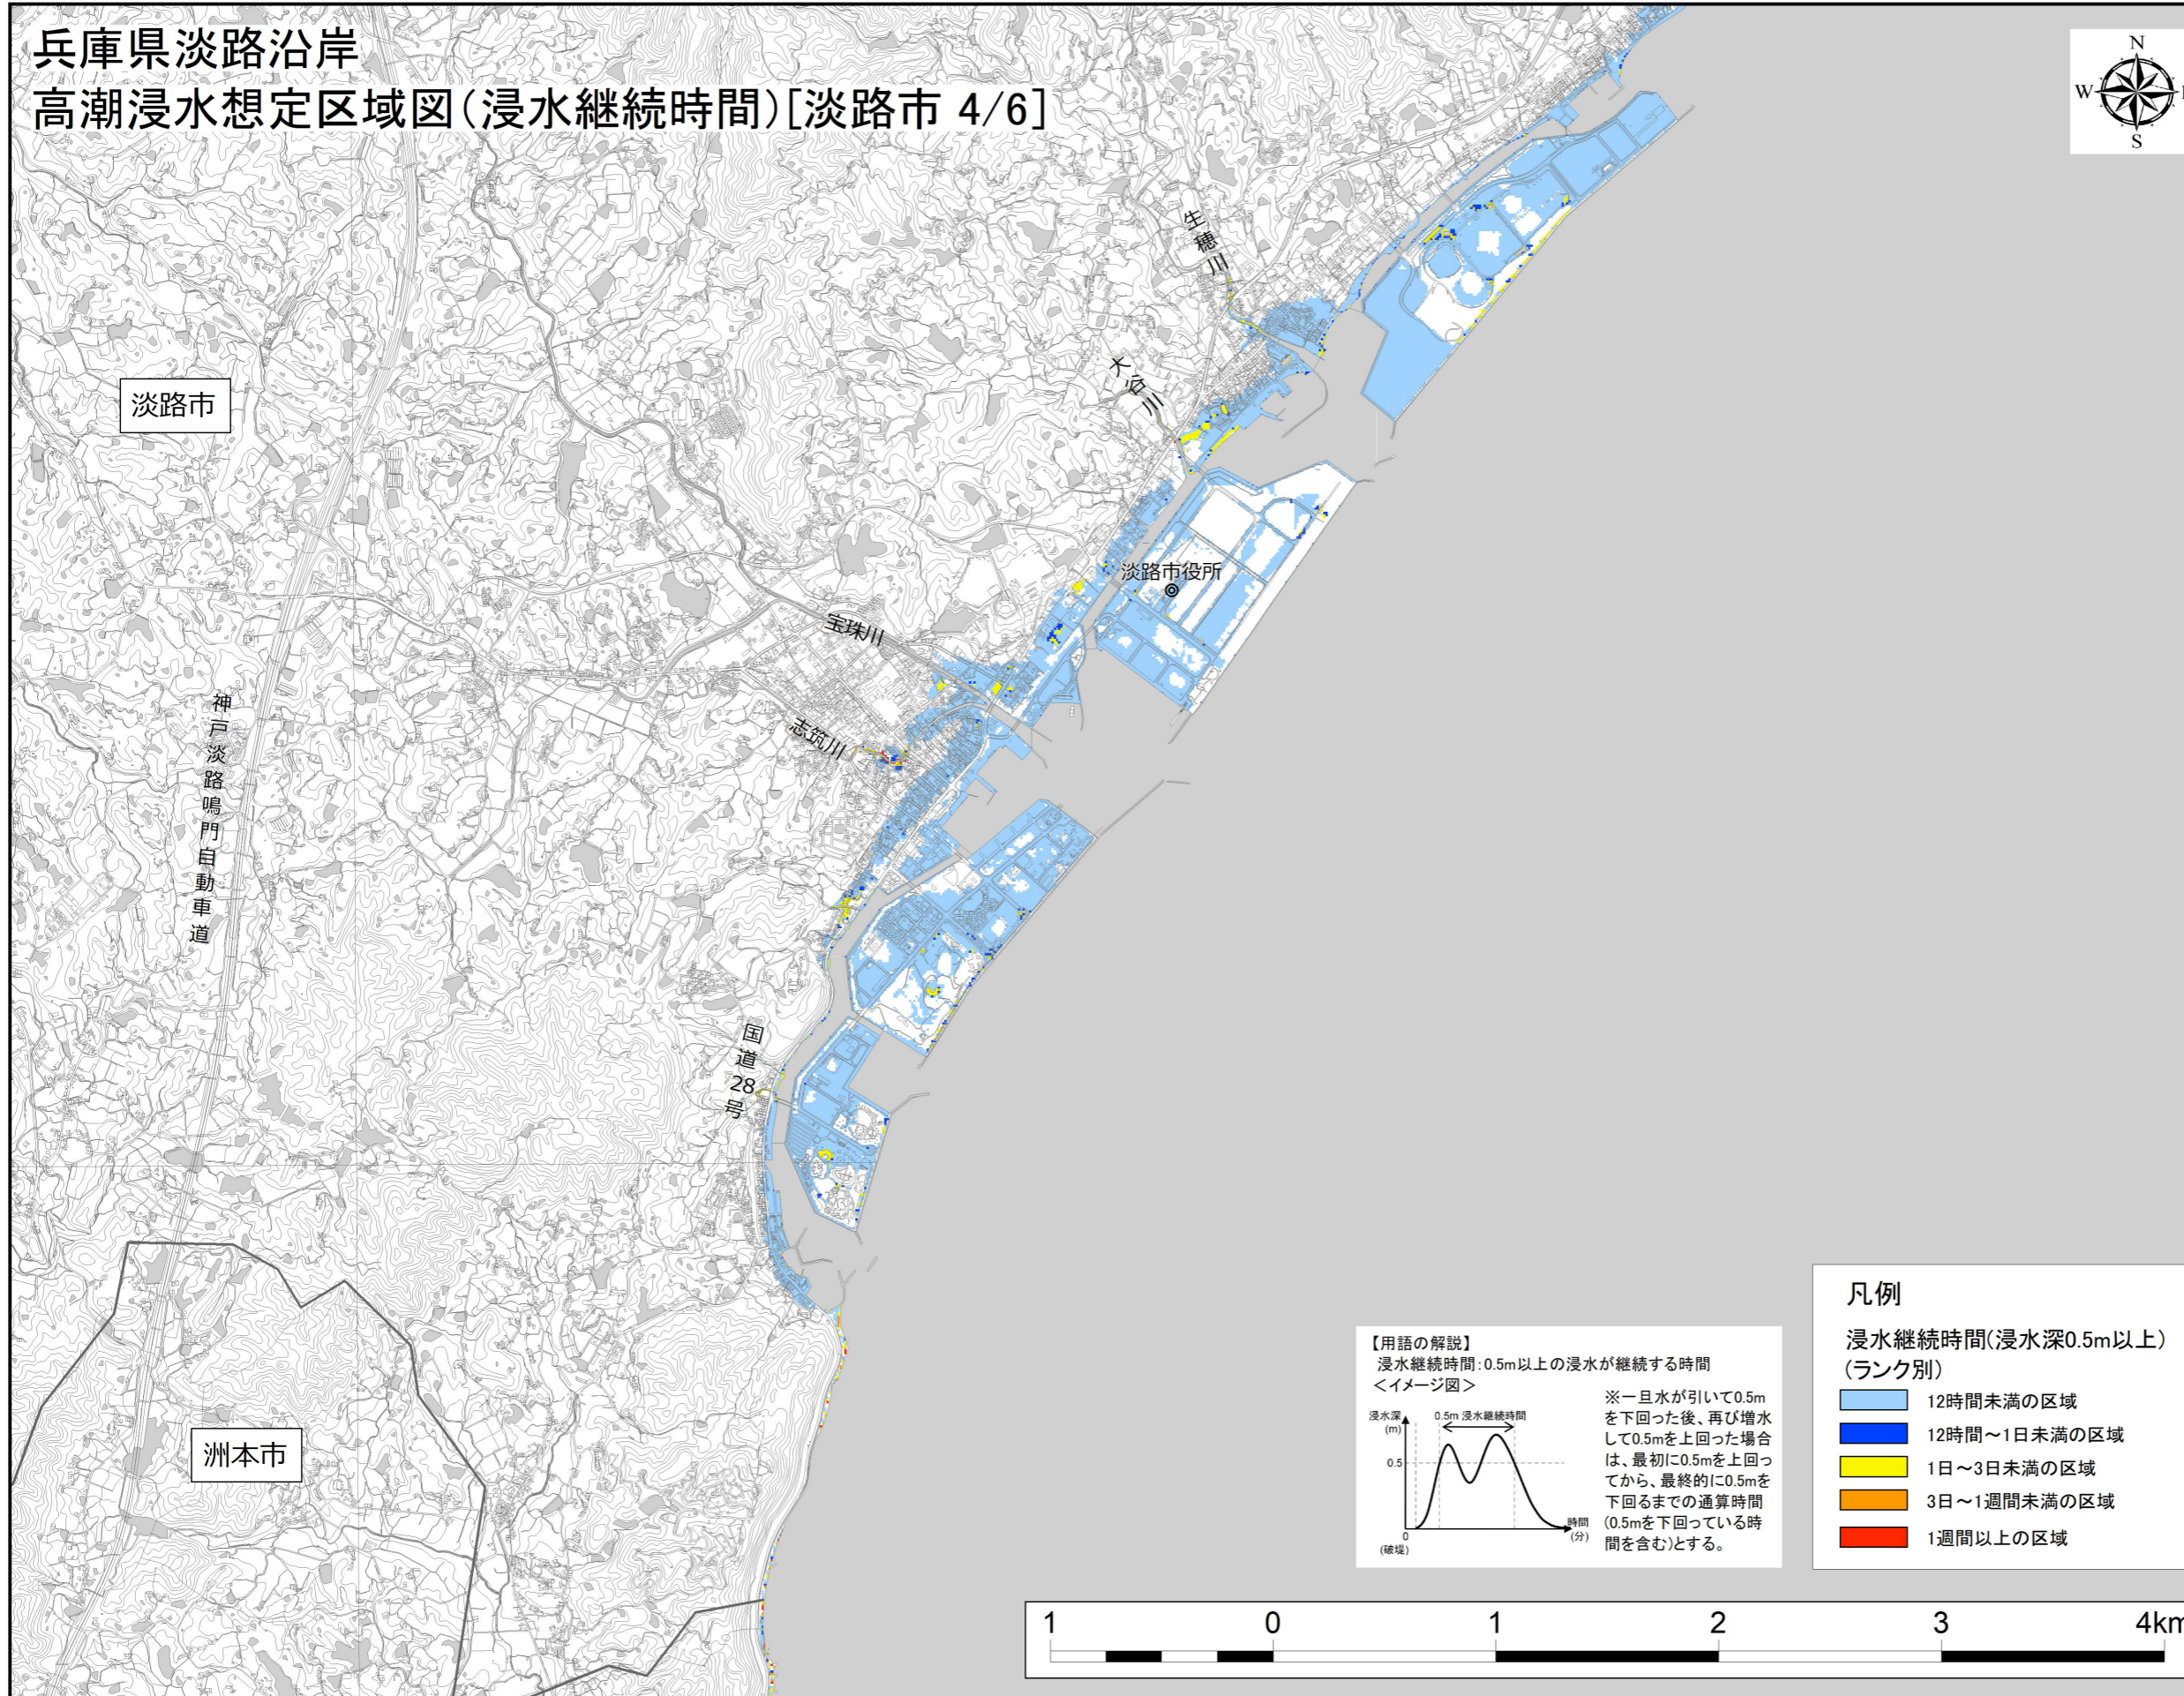 兵庫県淡路沿岸
高潮浸水想定区域図(浸水継続時間)[淡路市 4/6]
N
W
S
生穂川
大谷川
淡路市
淡路市役所
宝珠川
志筑川
神戸淡路鳴門自動車道
国道28号
洲本市
【用語の解説】
浸水継続時間:0.5m以上の浸水が継続する時間
<イメージ図>
浸水深
(m)
0.5m 浸水継続時間
0.5
0
(破堤)
時間
(分)
※一旦水が引いて0.5m
を下回った後、再び増水
して0.5mを上回った場合
は、最初に0.5mを上回っ
てから、最終的に0.5mを
下回るまでの通算時間
(0.5mを下回っている時
間を含む)とする。
凡例
浸水継続時間(浸水深0.5m以上)
(ランク別)
12時間未満の区域
12時間~1日未満の区域
1日~3日未満の区域
3日~1週間未満の区域
1週間以上の区域
1 0 1 2 3 4km